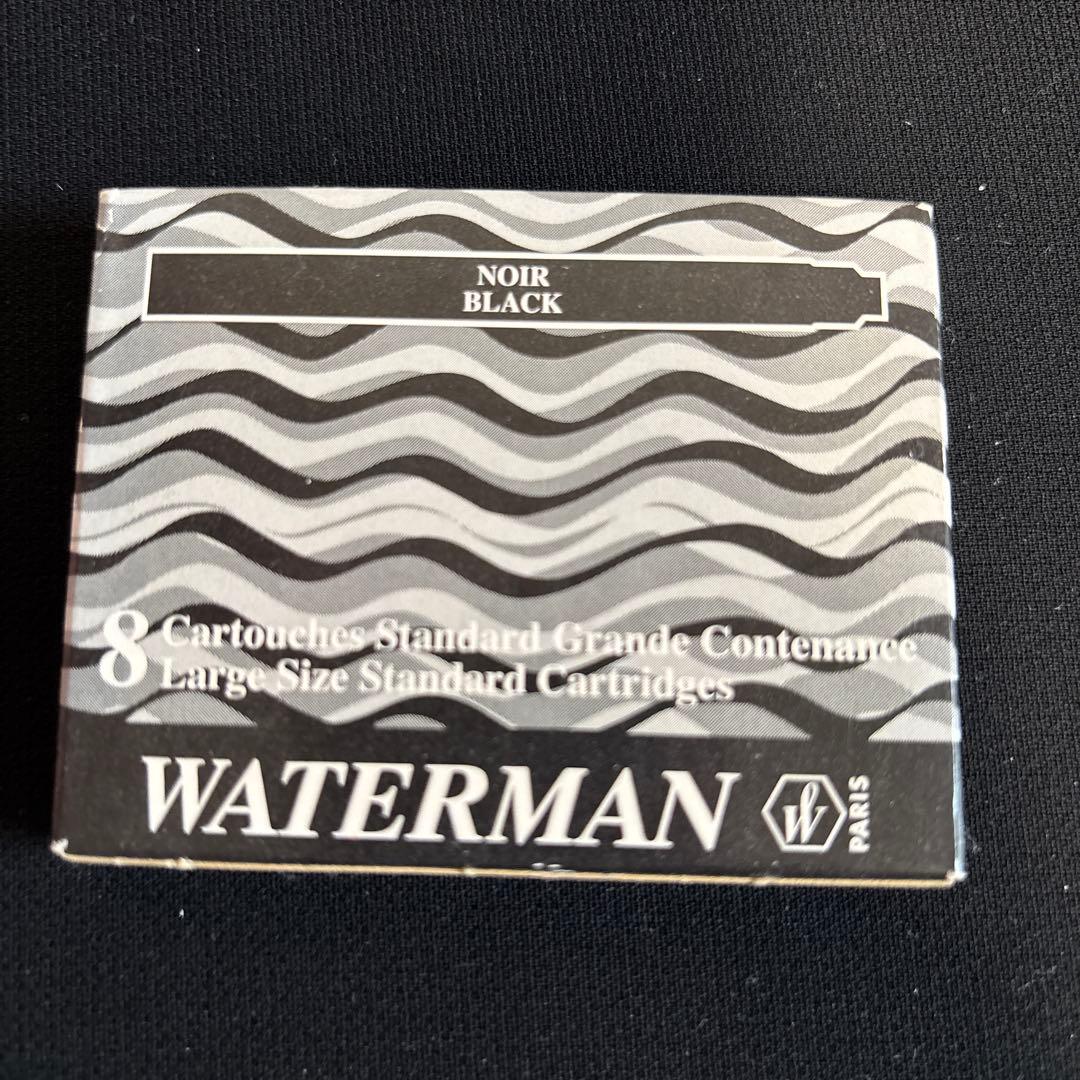 NOIR
BLACK
8 Cartouches Standard Grande Contenance
Large Size Standard Cartridges
WATERMAN
W
PARIS